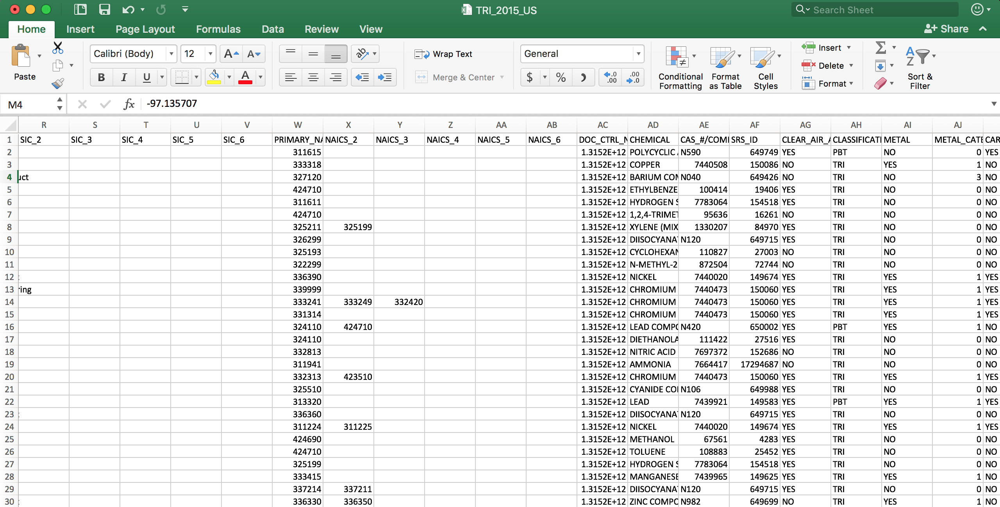 TRI_2015_US
Search Sheet
Home Insert Page Layout Formulas Data Review View Share
Paste
Calibri (Body) 12
Wrap Text
Merge & Center
General
Conditional Formatting
Format as Table
Cell Styles
Insert
Delete
Format
Sort & Filter
B I U A
$ % .0 .00 .00 .0
M4 fx -97.135707
R S T U V W X Y Z AA AB AC AD AE AF AG AH AI AJ
1 SIC_2 SIC_3 SIC_4 SIC_5 SIC_6 PRIMARY_NA NAICS_2 NAICS_3 NAICS_4 NAICS_5 NAICS_6 DOC_CTRL_N CHEMICAL CAS_#/COMI SRS_ID CLEAR_AIR_A CLASSIFICATI METAL METAL_CATE CAR
2 311615 1.3152E+12 POLYCYCLIC N590 649749 YES PBT NO 0 YES
3 333318 1.3152E+12 COPPER 7440508 150086 NO TRI YES 1 NO
4 uct 327120 1.3152E+12 BARIUM COM N040 649426 NO TRI NO 3 NO
5 424710 1.3152E+12 ETHYLBENZE 100414 19406 YES TRI NO 0 NO
6 311611 1.3152E+12 HYDROGEN S 7783064 154518 YES TRI NO 0 NO
7 424710 1.3152E+12 1,2,4-TRIMET 95636 16261 NO TRI NO 0 NO
8 325211 325199 1.3152E+12 XYLENE (MIX 1330207 84970 YES TRI NO 0 NO
9 326299 1.3152E+12 DIISOCYANAT N120 649715 YES TRI NO 0 NO
10 325193 1.3152E+12 CYCLOHEXAN 110827 27003 NO TRI NO 0 NO
11 322299 1.3152E+12 N-METHYL-2 872504 72744 NO TRI NO 0 NO
12 336390 1.3152E+12 NICKEL 7440020 149674 YES TRI YES 1 YES
13 ring 339999 1.3152E+12 CHROMIUM 7440473 150060 YES TRI YES 1 YES
14 333241 333249 332420 1.3152E+12 CHROMIUM 7440473 150060 YES TRI YES 1 YES
15 331314 1.3152E+12 CHROMIUM 7440473 150060 YES TRI YES 1 YES
16 324110 424710 1.3152E+12 LEAD COMPO N420 650002 YES PBT YES 1 NO
17 324110 1.3152E+12 DIETHANOLA 111422 27516 YES TRI NO 0 NO
18 332813 1.3152E+12 NITRIC ACID 7697372 152686 NO TRI NO 0 NO
19 311941 1.3152E+12 AMMONIA 7664417 17294687 NO TRI NO 0 NO
20 332313 423510 1.3152E+12 CHROMIUM 7440473 150060 YES TRI YES 1 YES
21 325510 1.3152E+12 CYANIDE COI N106 649988 YES TRI NO 0 NO
22 313320 1.3152E+12 LEAD 7439921 149583 YES PBT YES 1 YES
23 336360 1.3152E+12 DIISOCYANAT N120 649715 YES TRI NO 0 NO
24 311224 311225 1.3152E+12 NICKEL 7440020 149674 YES TRI YES 1 YES
25 424690 1.3152E+12 METHANOL 67561 4283 YES TRI NO 0 NO
26 424710 1.3152E+12 TOLUENE 108883 25452 YES TRI NO 0 NO
27 325199 1.3152E+12 HYDROGEN S 7783064 154518 YES TRI NO 0 NO
28 333415 1.3152E+12 MANGANESE 7439965 149625 YES TRI YES 1 NO
29 337214 337211 1.3152E+12 DIISOCYANAT N120 649715 YES TRI NO 0 NO
30 336330 336350 1.3152E+12 ZINC COMPO N982 649699 NO TRI YES 1 NO